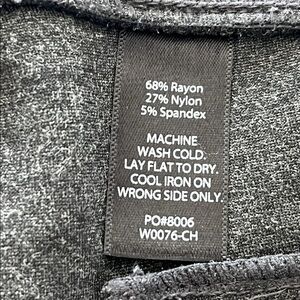 68% Rayon
27% Nylon
5% Spandex
MACHINE
WASH COLD.
LAY FLAT TO DRY.
COOL IRON ON
WRONG SIDE ONLY.
PO#8006
W0076-CH